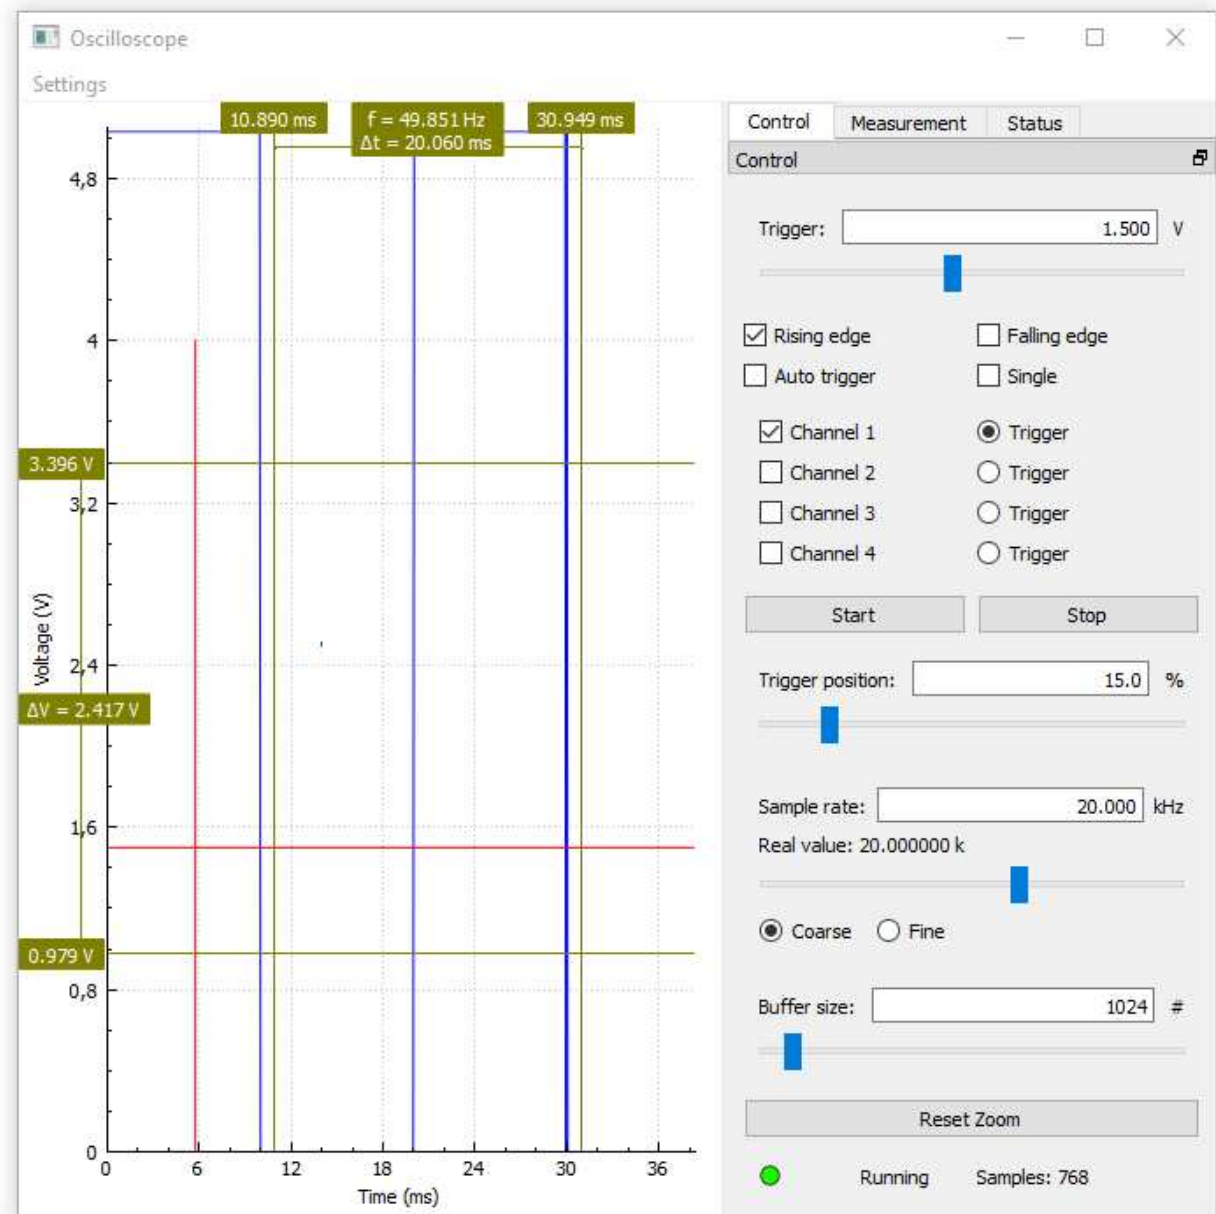 Oscilloscope
Settings
10.890 ms
f = 49.851 Hz
Δt = 20.060 ms
30.949 ms
4,8
4
3.396 V
3,2
Voltage (V)
2,4
ΔV = 2.417 V
1,6
0.979 V
0,8
0
0 6 12 18 24 30 36
Time (ms)
Control Measurement Status
Control
Trigger: 1.500 V
Rising edge Falling edge
Auto trigger Single
Channel 1 Trigger
Channel 2 Trigger
Channel 3 Trigger
Channel 4 Trigger
Start Stop
Trigger position: 15.0 %
Sample rate: 20.000 kHz
Real value: 20.000000 k
Coarse Fine
Buffer size: 1024 #
Reset Zoom
Running Samples: 768